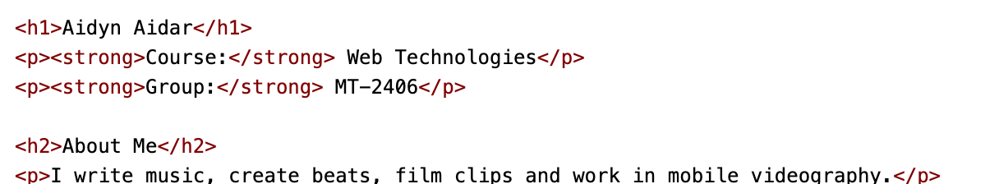 <h1>Aidyn Aidar</h1>
<p><strong>Course:</strong> Web Technologies</p>
<p><strong>Group:</strong> MT-2406</p>
<h2>About Me</h2>
<p>I write music, create beats, film clips and work in mobile videography.</p>